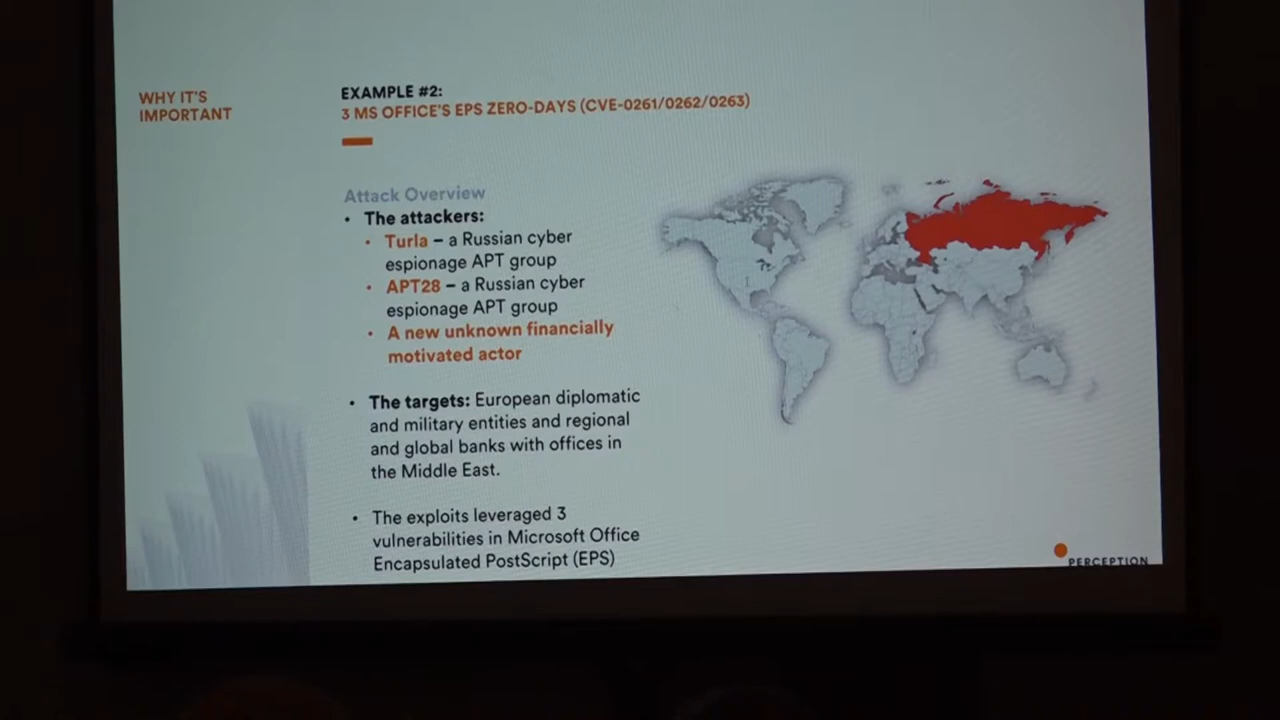 WHY IT'S
IMPORTANT
EXAMPLE #2:
3 MS OFFICE'S EPS ZERO-DAYS (CVE-0261/0262/0263)
Attack Overview
• The attackers:
• Turla – a Russian cyber
espionage APT group
• APT28 – a Russian cyber
espionage APT group
• A new unknown financially
motivated actor
• The targets: European diplomatic
and military entities and regional
and global banks with offices in
the Middle East.
• The exploits leveraged 3
vulnerabilities in Microsoft Office
Encapsulated PostScript (EPS)
PERCEPTION